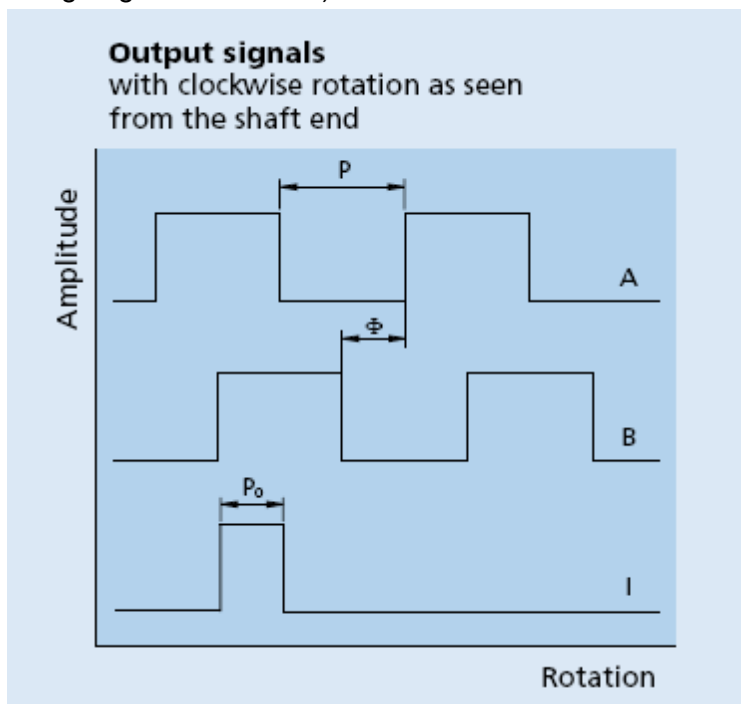 Output signals
with clockwise rotation as seen
from the shaft end
Amplitude
P
A
Φ
B
P₀
I
Rotation